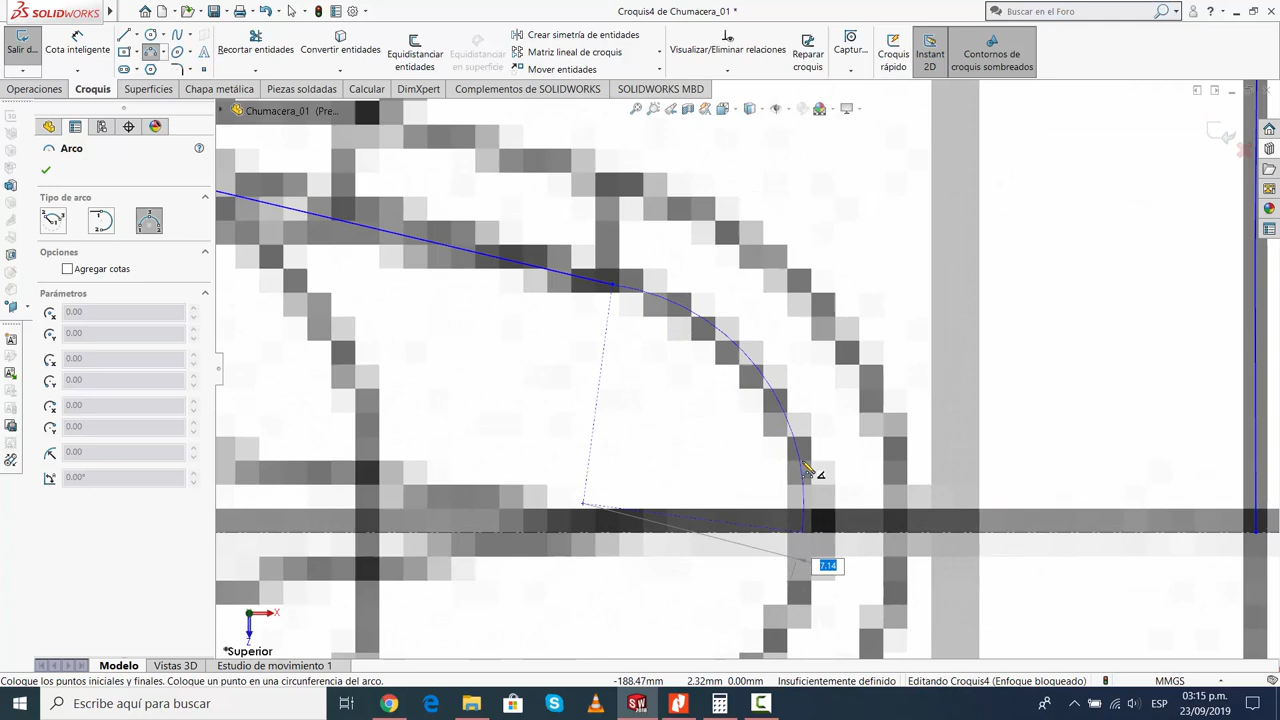 SOLIDWORKS
Croquis4 de Chumacera_01 *
Buscar en el Foro
Salir d...
Cota inteligente
Recortar entidades
Convertir entidades
Equidistanciar entidades
Equidistanciar en superficie
Crear simetría de entidades
Matriz lineal de croquis
Mover entidades
Visualizar/Eliminar relaciones
Reparar croquis
Captur...
Croquis rápido
Instant 2D
Contornos de croquis sombreados
Operaciones
Croquis
Superficies
Chapa metálica
Piezas soldadas
Calcular
DimXpert
Complementos de SOLIDWORKS
SOLIDWORKS MBD
Chumacera_01 (Pre...
Arco
Tipo de arco
Opciones
Agregar cotas
Parámetros
0.00
0.00
0.00
0.00
0.00
0.00
0.00
0.00°
7.14
X
Z
*Superior
Modelo
Vistas 3D
Estudio de movimiento 1
Coloque los puntos iniciales y finales. Coloque un punto en una circunferencia del arco.
-188.47mm
2.32mm 0.00mm
Insuficientemente definido
Editando Croquis4 (Enfoque bloqueado)
MMGS
Escribe aquí para buscar
ESP
03:15 p.m.
23/09/2019